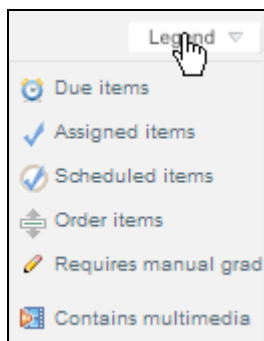 Legend
Due items
Assigned items
Scheduled items
Order items
Requires manual grad
Contains multimedia